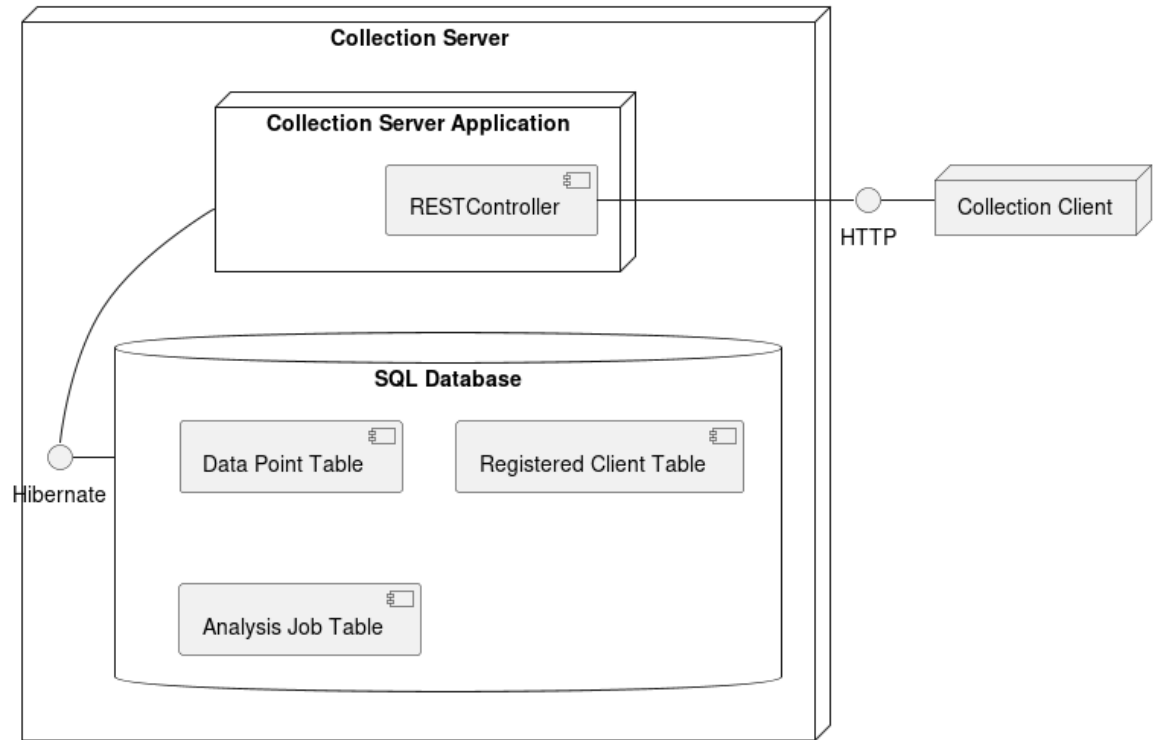 Collection Server
Collection Server Application
RESTController
Collection Client
HTTP
SQL Database
Data Point Table
Registered Client Table
Hibernate
Analysis Job Table